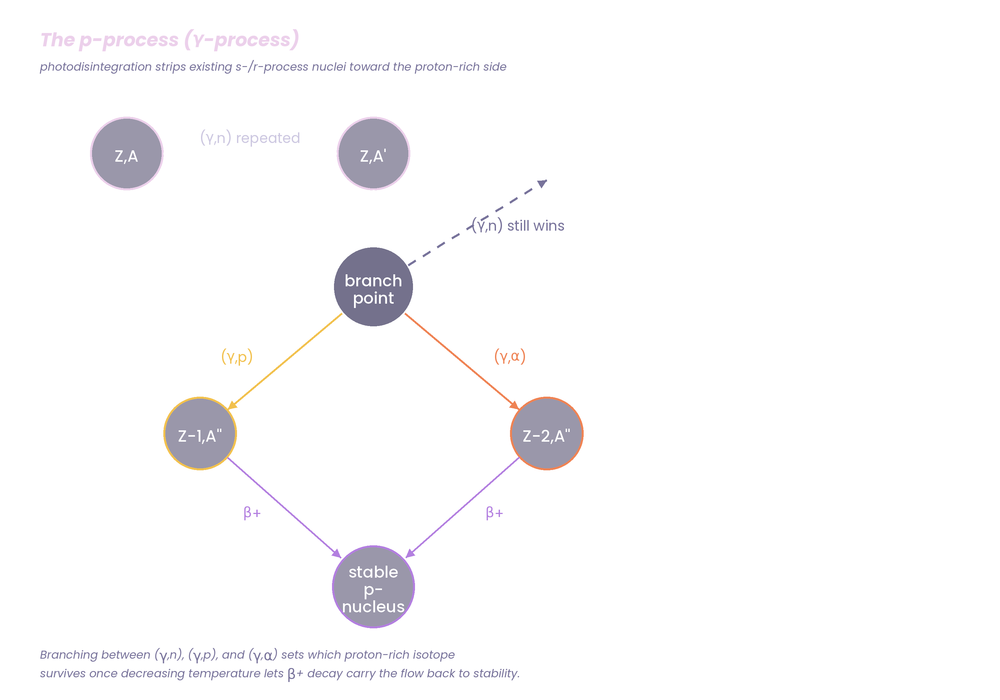 The p-process (γ-process)
photodisintegration strips existing s-/r-process nuclei toward the proton-rich side
Z,A
(γ,n) repeated
Z,A'
(γ,n) still wins
branch
point
(γ,p)
(γ,α)
Z-1,A"
Z-2,A"
β+
β+
stable
p-
nucleus
Branching between (γ,n), (γ,p), and (γ,α) sets which proton-rich isotope
survives once decreasing temperature lets β+ decay carry the flow back to stability.